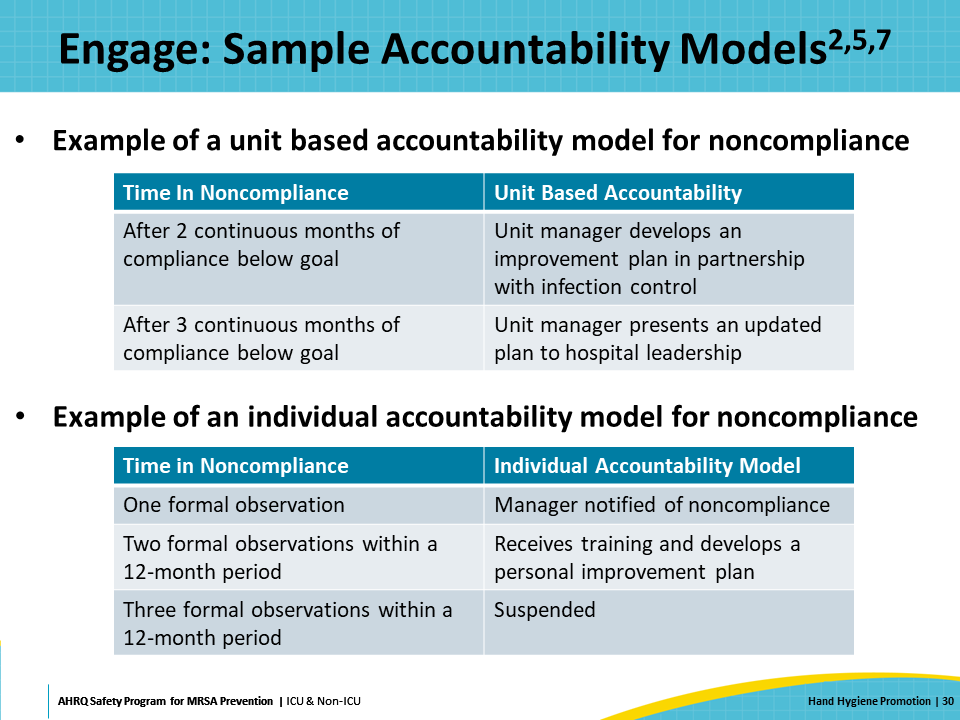 Engage: Sample Accountability Models2,5,7
• Example of a unit based accountability model for noncompliance
Time In Noncompliance
Unit Based Accountability
After 2 continuous months of
compliance below goal
Unit manager develops an
improvement plan in partnership
with infection control
After 3 continuous months of
compliance below goal
Unit manager presents an updated
plan to hospital leadership
• Example of an individual accountability model for noncompliance
Time in Noncompliance
Individual Accountability Model
One formal observation
Manager notified of noncompliance
Two formal observations within a
12-month period
Receives training and develops a
personal improvement plan
Three formal observations within a
12-month period
Suspended
AHRQ Safety Program for MRSA Prevention | ICU & Non-ICU
Hand Hygiene Promotion | 30